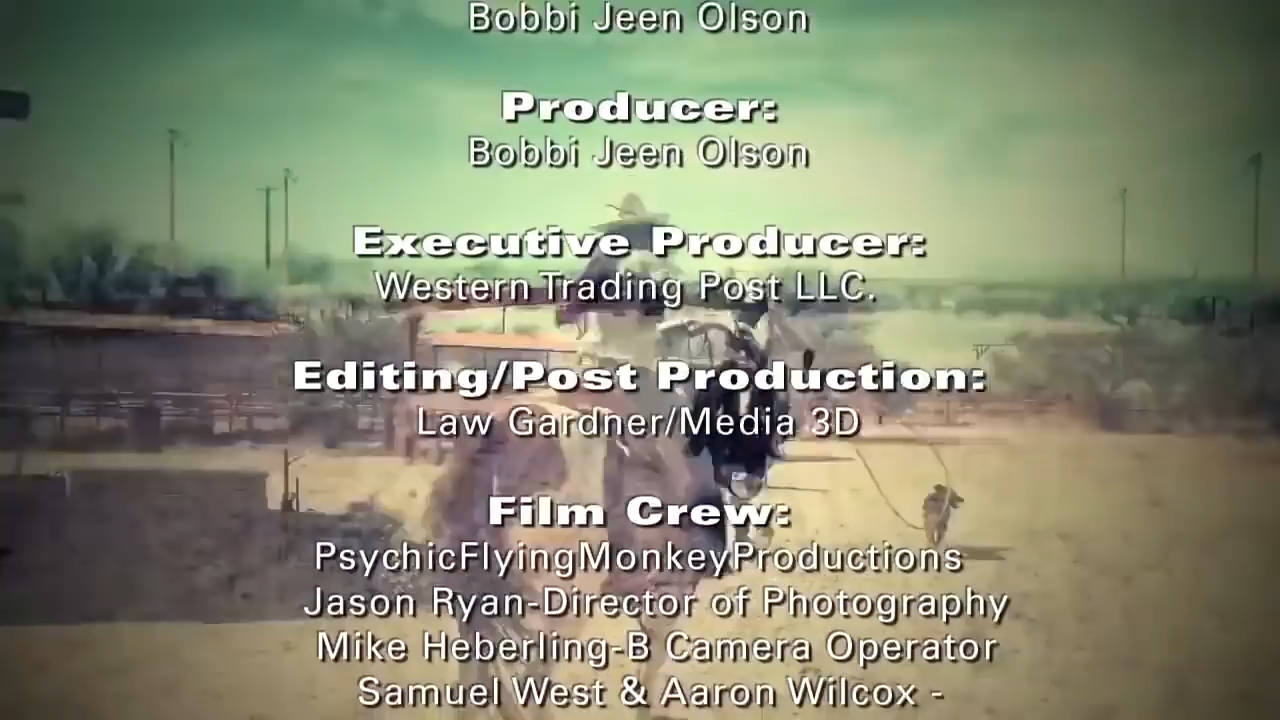 Bobbi Jeen Olson
Producer:
Bobbi Jeen Olson
Executive Producer:
Western Trading Post LLC.
Editing/Post Production:
Law Gardner/Media 3D
Film Crew:
PsychicFlyingMonkeyProductions
Jason Ryan-Director of Photography
Mike Heberling-B Camera Operator
Samuel West & Aaron Wilcox -